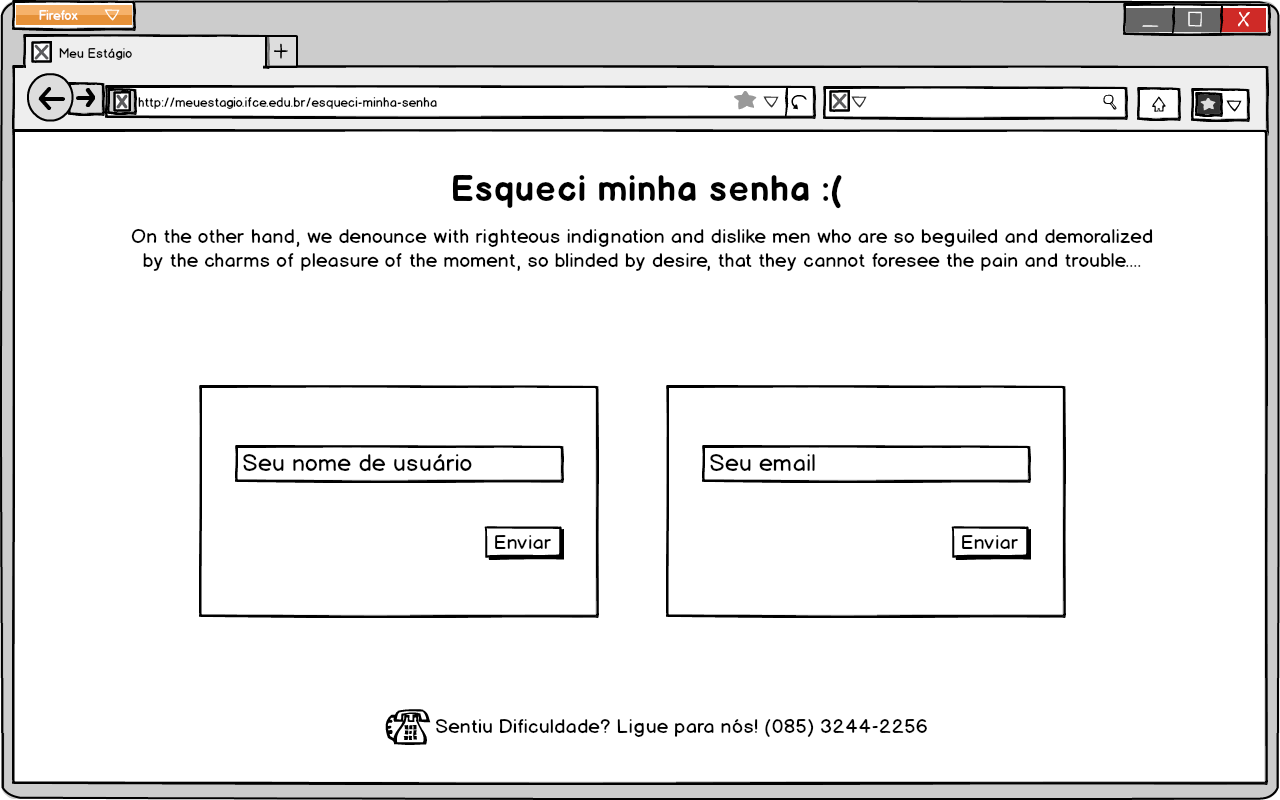 Firefox
Meu Estágio
http://meuestagio.ifce.edu.br/esqueci-minha-senha
Esqueci minha senha :(
On the other hand, we denounce with righteous indignation and dislike men who are so beguiled and demoralized
by the charms of pleasure of the moment, so blinded by desire, that they cannot foresee the pain and trouble....
Seu nome de usuário
Seu email
Enviar
Enviar
Sentiu Dificuldade? Ligue para nós! (085) 3244-2256